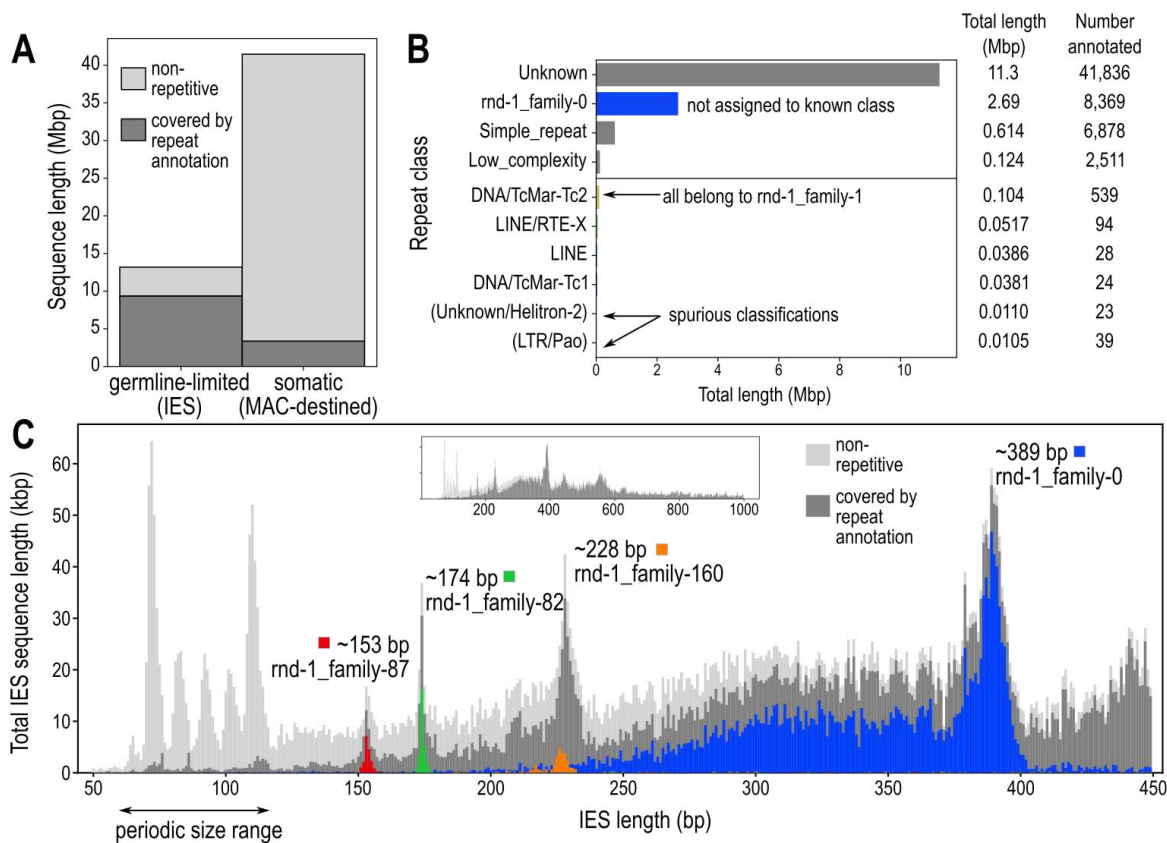 A
Sequence length (Mbp)
40
35
30
25
20
15
10
5
0
non-
repetitive
covered by
repeat
annotation
germline-limited
(IES)
somatic
(MAC-destined)
B
Total length
(Mbp)
Number
annotated
Repeat class
Unknown 11.3 41,836
rnd-1_family-0 not assigned to known class 2.69 8,369
Simple_repeat 0.614 6,878
Low_complexity 0.124 2,511
DNA/TcMar-Tc2 all belong to rnd-1_family-1 0.104 539
LINE/RTE-X 0.0517 94
LINE 0.0386 28
DNA/TcMar-Tc1 0.0381 24
(Unknown/Helitron-2) spurious classifications 0.0110 23
(LTR/Pao) 0.0105 39
0 2 4 6 8 10
Total length (Mbp)
C
Total IES sequence length (kbp)
60
50
40
30
20
10
0
200 400 600 800 1000
non-
repetitive
covered by
repeat
annotation
~389 bp
rnd-1_family-0
~228 bp
rnd-1_family-160
~174 bp
rnd-1_family-82
~153 bp
rnd-1_family-87
50 100 150 200 250 300 350 400 450
periodic size range
IES length (bp)